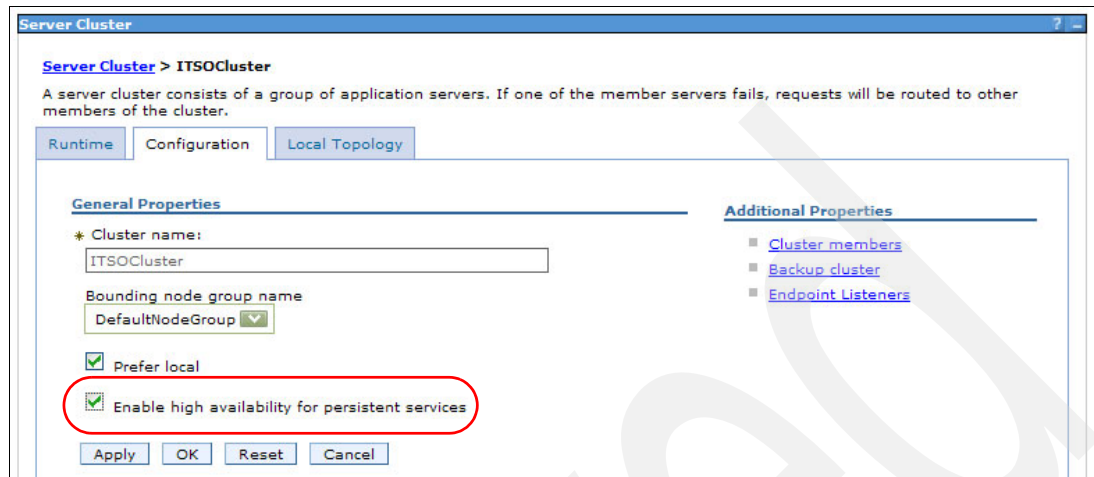 Server Cluster ? _
Server Cluster > ITSOCluster
A server cluster consists of a group of application servers. If one of the member servers fails, requests will be routed to other
members of the cluster.
Runtime Configuration Local Topology
General Properties
* Cluster name:
ITSOCluster
Bounding node group name
DefaultNodeGroup
Prefer local
Enable high availability for persistent services
Apply OK Reset Cancel
Additional Properties
Cluster members
Backup cluster
Endpoint Listeners